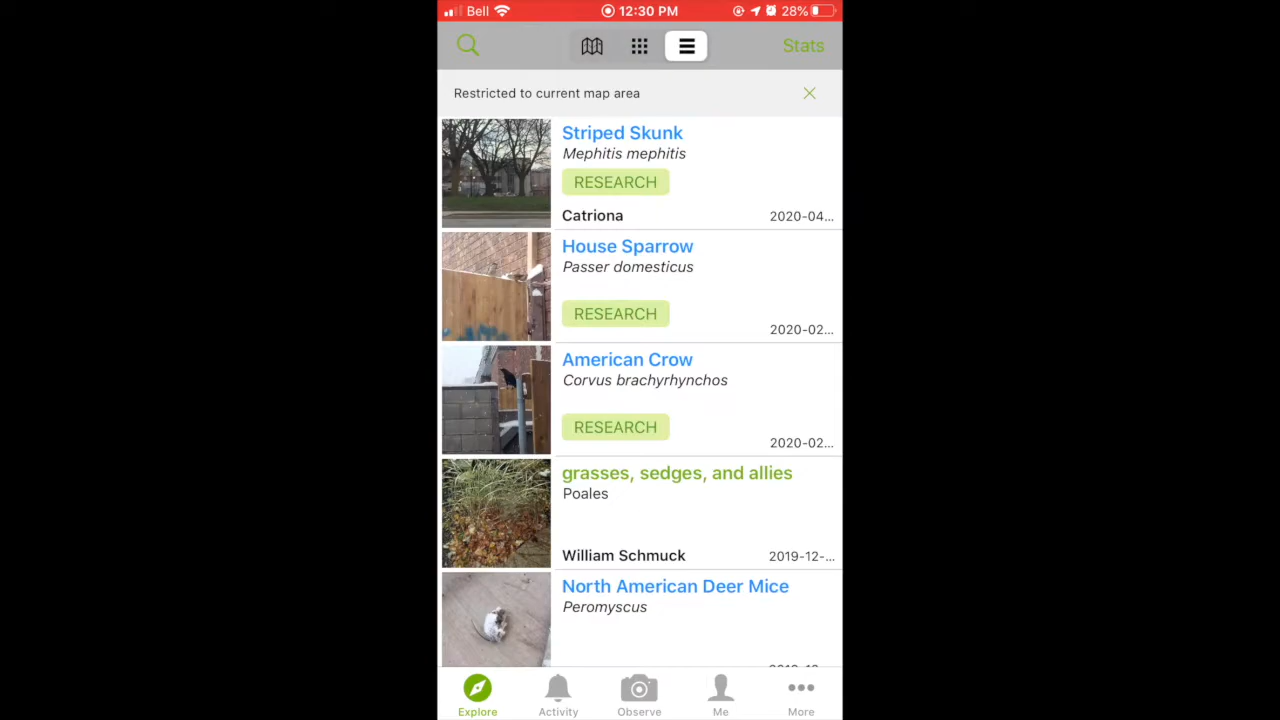 Bell 12:30 PM 28%
Stats
Restricted to current map area
Striped Skunk
Mephitis mephitis
RESEARCH
Catriona 2020-04...
House Sparrow
Passer domesticus
RESEARCH
2020-02...
American Crow
Corvus brachyrhynchos
RESEARCH
2020-02...
grasses, sedges, and allies
Poales
William Schmuck 2019-12-...
North American Deer Mice
Peromyscus
Explore Activity Observe Me More